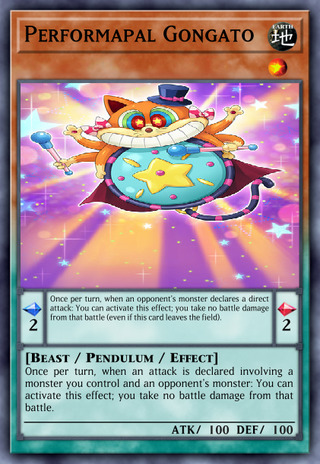 PERFORMAPAL GONGATO
EARTH
地
Once per turn, when an opponent's monster declares a direct
attack: You can activate this effect; you take no battle damage
from that battle (even if this card leaves the field).
2
2
[BEAST / PENDULUM / EFFECT]
Once per turn, when an attack is declared involving a
monster you control and an opponent's monster: You can
activate this effect; you take no battle damage from that
battle.
ATK/ 100 DEF/ 100